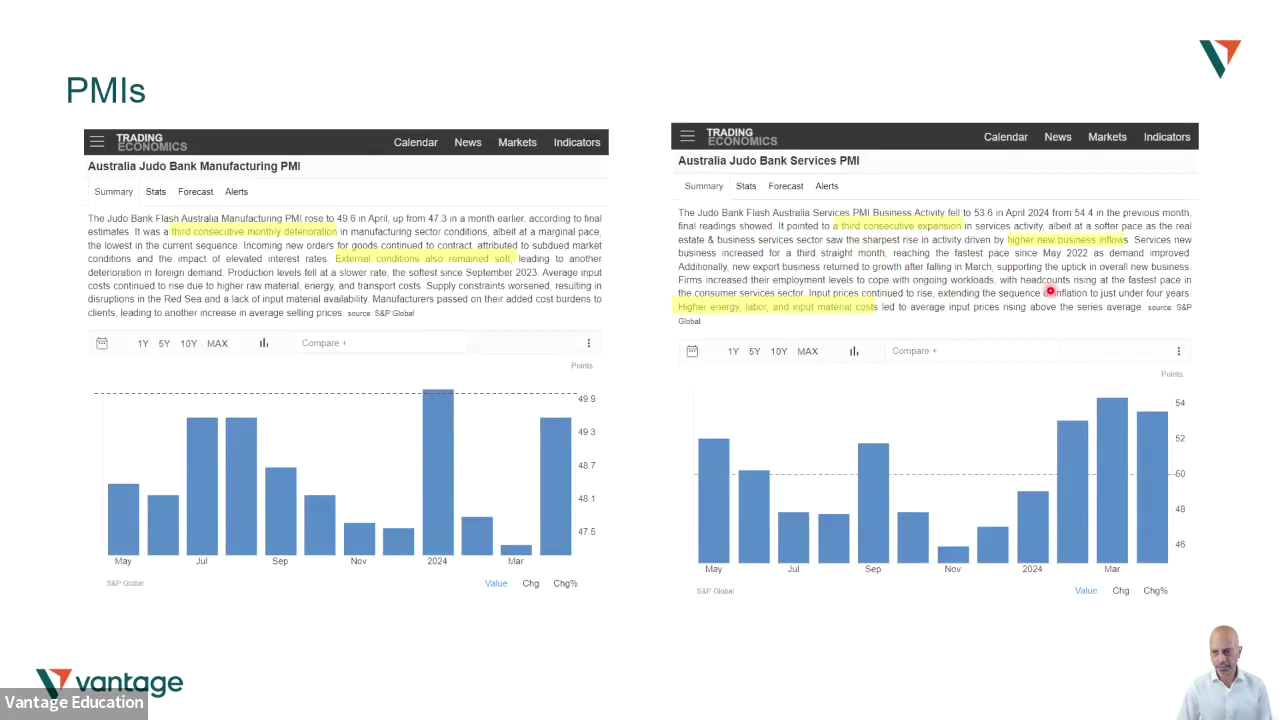 PMIs
TRADING
ECONOMICS
Calendar News Markets Indicators
Australia Judo Bank Manufacturing PMI
Summary Stats Forecast Alerts
The Judo Bank Flash Australia Manufacturing PMI rose to 49.6 in April, up from 47.3 in a month earlier, according to final
estimates. It was a third consecutive monthly deterioration in manufacturing sector conditions, albeit at a marginal pace,
the lowest in the current sequence. Incoming new orders for goods continued to contract, attributed to subdued market
conditions and the impact of elevated interest rates. External conditions also remained soft, leading to another
deterioration in foreign demand. Production levels fell at a slower rate, the softest since September 2023. Average input
costs continued to rise due to higher raw material, energy, and transport costs. Supply constraints worsened, resulting in
disruptions in the Red Sea and a lack of input material availability. Manufacturers passed on their added cost burdens to
clients, leading to another increase in average selling prices. source: S&P Global
1Y 5Y 10Y MAX Compare +
Points
49.9
49.3
48.7
48.1
47.5
May Jul Sep Nov 2024 Mar
S&P Global
Value Chg Chg%
TRADING
ECONOMICS
Calendar News Markets Indicators
Australia Judo Bank Services PMI
Summary Stats Forecast Alerts
The Judo Bank Flash Australia Services PMI Business Activity fell to 53.6 in April 2024 from 54.4 in the previous month,
final readings showed. It pointed to a third consecutive expansion in services activity, albeit at a softer pace as the real
estate & business services sector saw the sharpest rise in activity driven by higher new business inflows. Services new
business increased for a third straight month, reaching the fastest pace since May 2022 as demand improved.
Additionally, new export business returned to growth after falling in March, supporting the uptick in overall new business.
Firms increased their employment levels to cope with ongoing workloads, with headcounts rising at the fastest pace in
the consumer services sector. Input prices continued to rise, extending the sequence inflation to just under four years.
Higher energy, labor, and input material costs led to average input prices rising above the series average. source: S&P
Global
1Y 5Y 10Y MAX Compare +
Points
54
52
50
48
46
May Jul Sep Nov 2024 Mar
S&P Global
Value Chg Chg%
vantage
Vantage Education